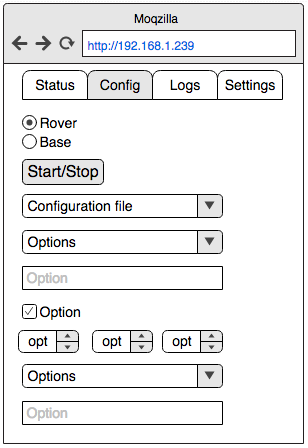 Moqzilla
http://192.168.1.239
Status Config Logs Settings
Rover
Base
Start/Stop
Configuration file
Options
Option
Option
opt opt opt
Options
Option